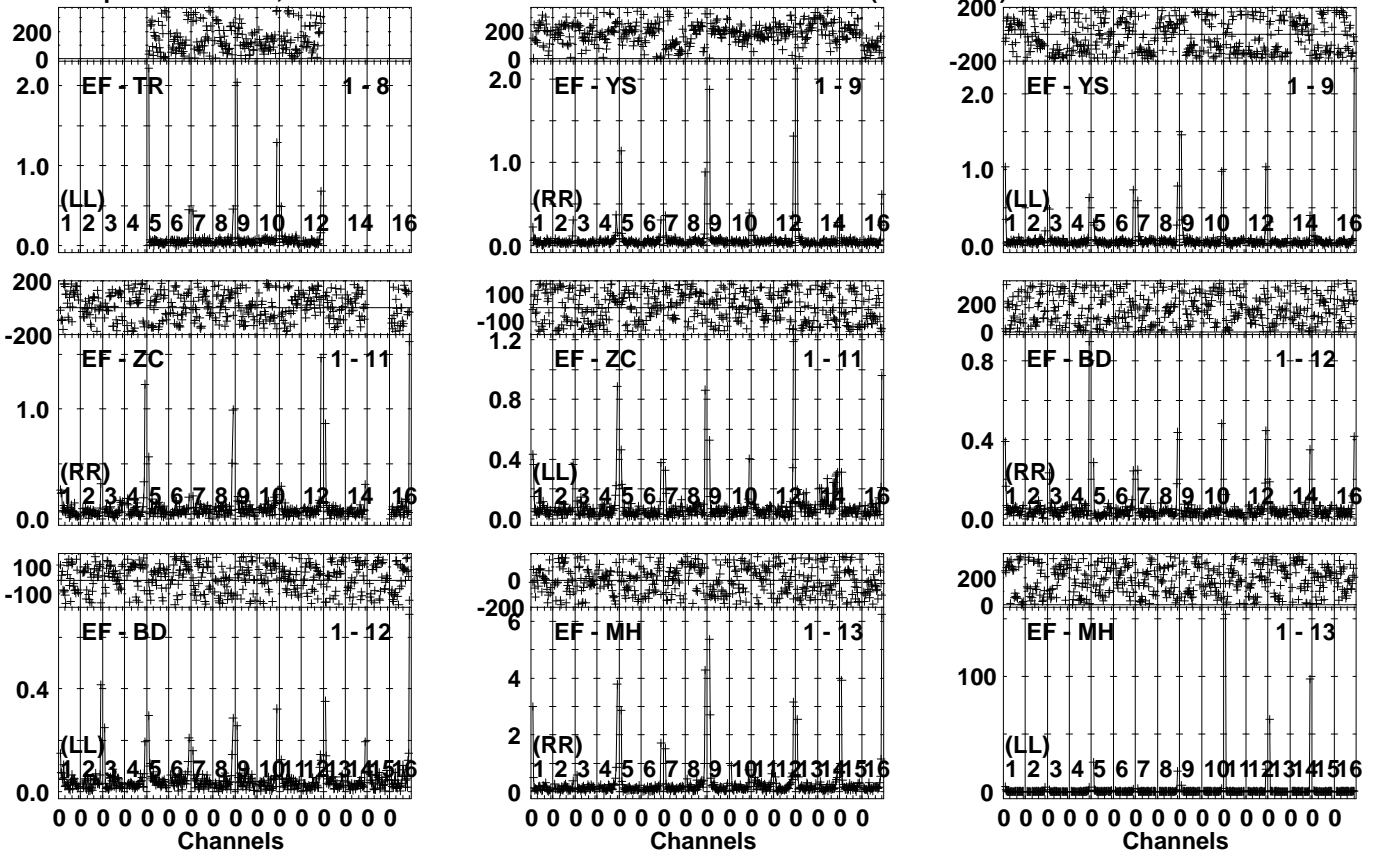 200 200 200
0 0 -200
EF - TR 1 - 8 EF - YS 1 - 9 EF - YS 1 - 9
2.0 2.0 2.0
1.0 1.0 1.0
(LL) (RR) (LL)
1 2 3 4 5 6 7 8 9 10 12 14 16 1 2 3 4 5 6 7 8 9 10 12 14 16 1 2 3 4 5 6 7 8 9 10 12 14 16
0.0 0.0 0.0
200 100 200
-200 -100 0
EF - ZC 1 - 11 EF - ZC 1 - 11 EF - BD 1 - 12
1.2
1.0 0.8 0.8
0.4 0.4
(RR) (LL) (RR)
1 2 3 4 5 6 7 8 9 10 12 14 16 1 2 3 4 5 6 7 8 9 10 12 14 16 1 2 3 4 5 6 7 8 9 10 12 14 16
0.0 0.0 0.0
100 0 200
-100 -200 0
EF - BD 1 - 12 EF - MH 1 - 13 EF - MH 1 - 13
6
0.4 4 100
2
(LL) (RR) (LL)
1 2 3 4 5 6 7 8 9 10 11 12 13 14 15 16 1 2 3 4 5 6 7 8 9 10 11 12 13 14 15 16 1 2 3 4 5 6 7 8 9 10 11 12 13 14 15 16
0.0 0 0
0 0 0 0 0 0 0 0 0 0 0 0 0 0 0 0 0 0 0 0 0 0 0 0 0 0 0 0 0 0 0 0 0 0 0 0 0 0 0 0 0 0 0 0 0 0 0 0
Channels Channels Channels